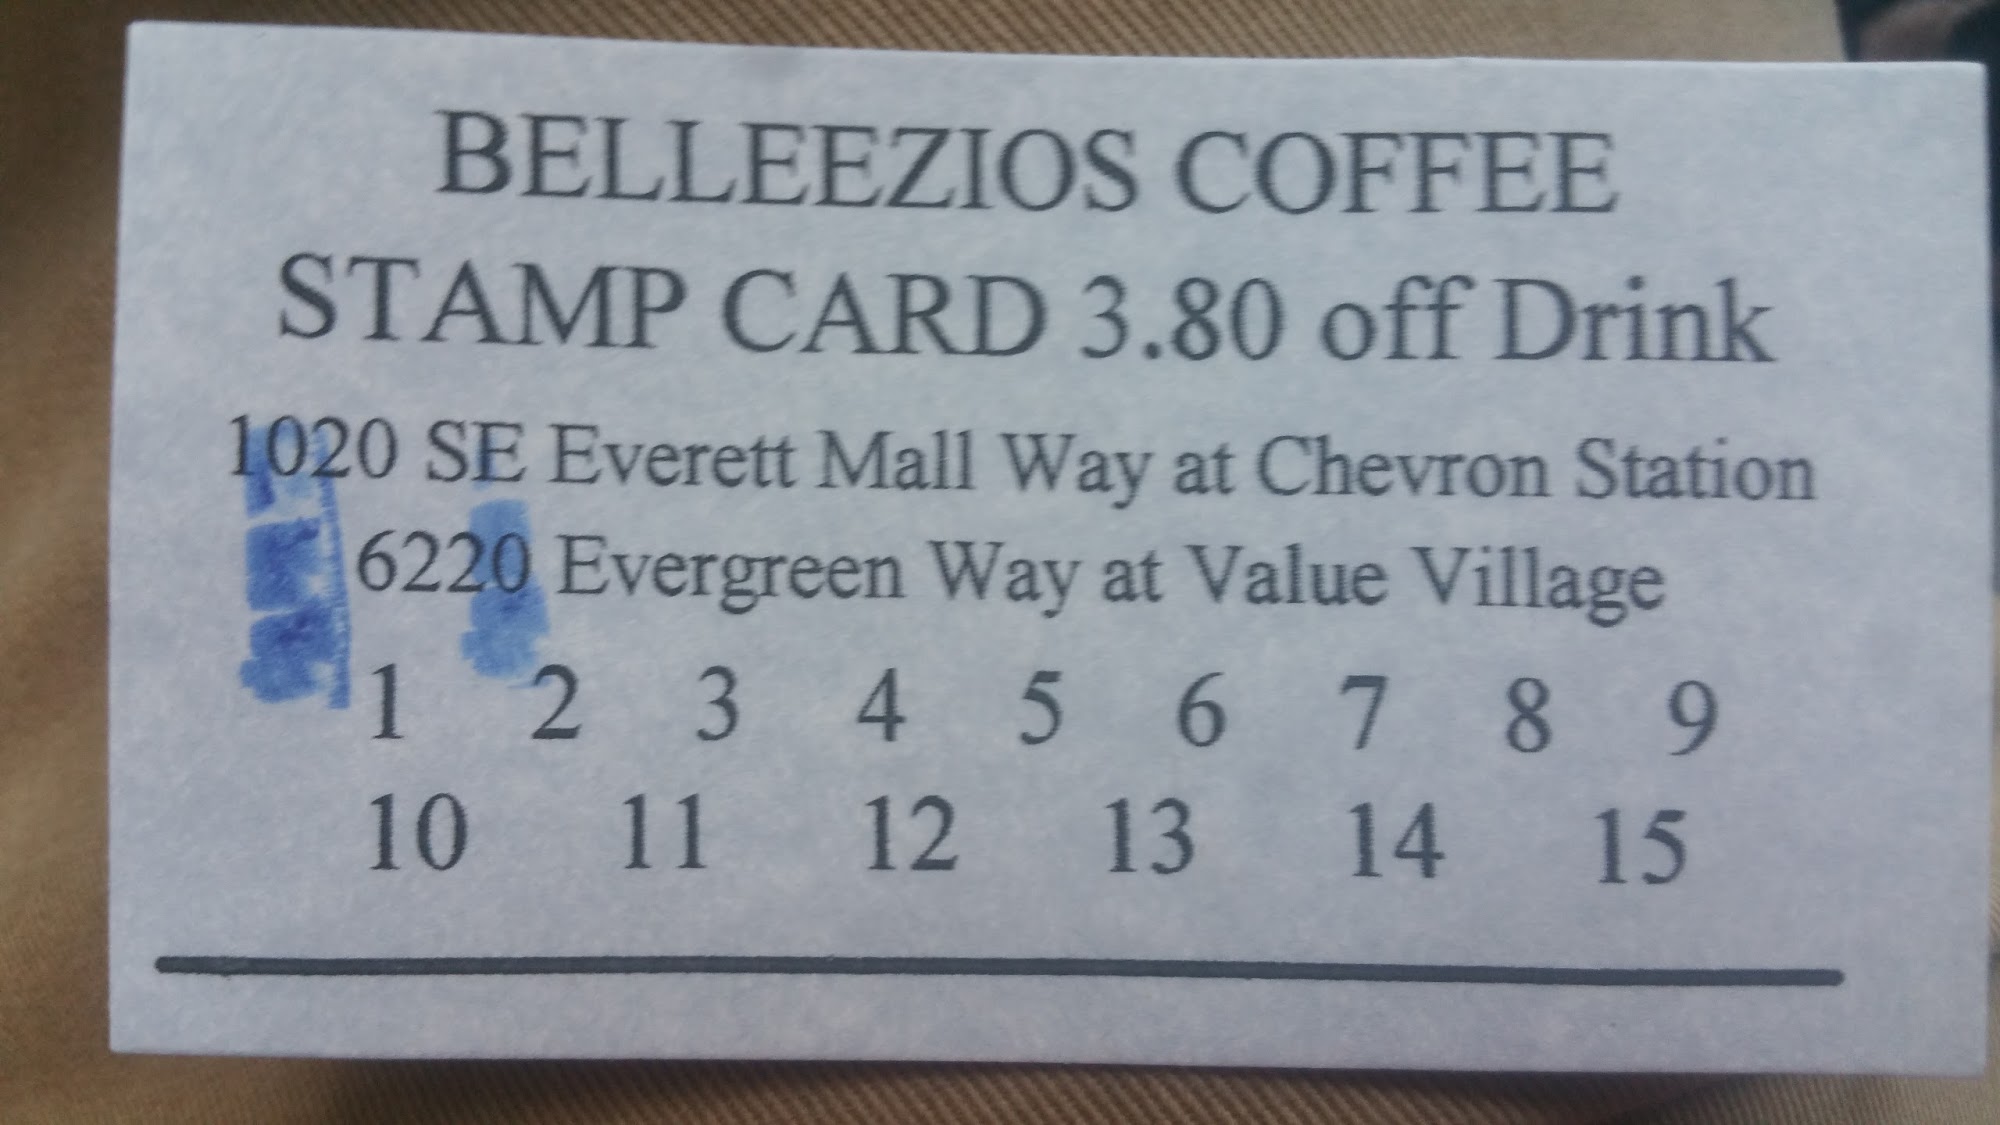 BELLEEZIOS COFFEE
STAMP CARD 3.80 off Drink
1020 SE Everett Mall Way at Chevron Station
6220 Evergreen Way at Value Village
1 2 3 4 5 6 7 8 9
10 11 12 13 14 15